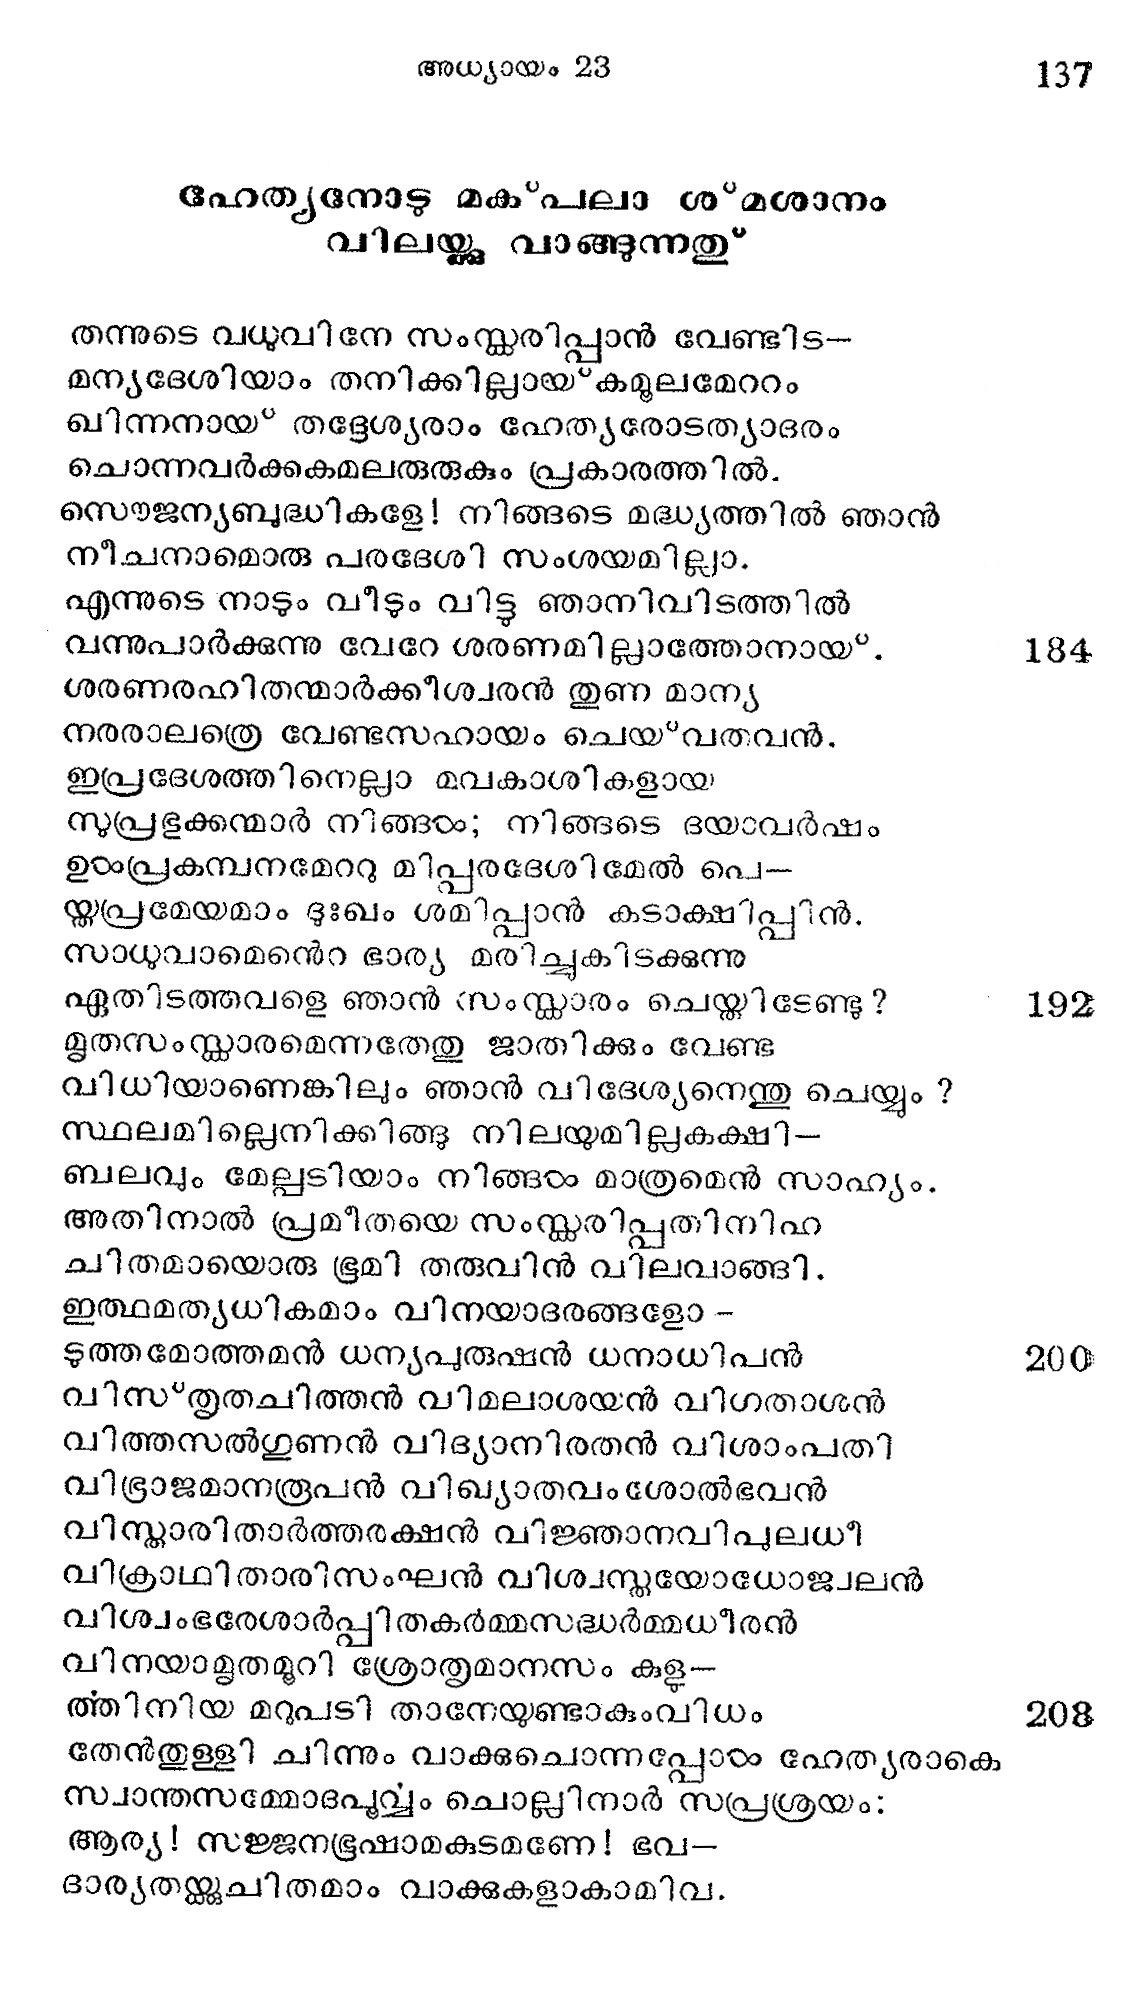 അധ്യായം 23
137
ഹേത്യനോടു മക്പലാ ശ്മശാനം
വിലയ്ക്കു വാങ്ങുന്നതു്
തന്നുടെ വധുവിനേ സംസ്ക്കരിപ്പാൻ വേണ്ടിട—
മന്യദേശിയാം തനിക്കില്ലായ്കമൂലമേററം
ഖിന്നനായ് തദ്ദേശ്യരാം ഹേത്യരോടത്യാദരം
ചൊന്നവർക്കകമലരുരുകും പ്രകാരത്തിൽ.
സൌജന്യബുദ്ധികളേ! നിങ്ങടെ മദ്ധ്യത്തിൽ ഞാൻ
നീചനാമൊരു പരദേശി സംശയമില്ലാ.
എന്നുടെ നാടും വീടും വിട്ടു ഞാനിവിടത്തിൽ
വന്നുപാർക്കുന്നു വേറേ ശരണമില്ലാത്തോനായ്. 184
ശരണരഹിതന്മാർക്കീശ്വരൻ തുണ മാന്യ
നരരാലത്രെ വേണ്ടസഹായം ചെയ്വതവൻ.
ഇപ്രദേശത്തിനെല്ലാ മവകാശികളായ
സുപ്രഭുക്കന്മാർ നിങ്ങൾ; നിങ്ങടെ ദയാവർഷം
ഉൾപ്രകമ്പനമേററു മിപ്പരദേശിമേൽ പെ—
യ്തപ്രമേയമാം ദുഃഖം ശമിപ്പാൻ കടാക്ഷിപ്പിൻ.
സാധുവാമെൻെറ ഭാര്യ മരിച്ചുകിടക്കുന്നു
ഏതിടത്തവളെ ഞാൻ സംസ്ക്കാരം ചെയ്തിടേണ്ടു?
192
മൃതസംസ്ക്കാരമെന്നതേതു ജാതിക്കും വേണ്ട
വിധിയാണെങ്കിലും ഞാൻ വിദേശ്യനെന്തു ചെയ്യും ?
സ്ഥലമില്ലെനിക്കിങ്ങു നിലയുമില്ലകക്ഷി—
ബലവും മേല്പടിയാം നിങ്ങൾ മാത്രമെൻ സാഹ്യം.
അതിനാൽ പ്രമീതയെ സംസ്ക്കരിപ്പതിനിഹ
ചിതമായൊരു ഭൂമി തരുവിൻ വിലവാങ്ങി.
ഇത്ഥമത്യധികമാം വിനയാദരങ്ങളോ –
ടുത്തമോത്തമൻ ധന്യപുരുഷൻ ധനാധിപൻ 200
വിസ്തൃതചിത്തൻ വിമലാശയൻ വിഗതാശൻ
വിത്തസൽഗുണൻ വിദ്യാനിരതൻ വിശാംപതി
വിഭ്രാജമാനരൂപൻ വിഖ്യാതവംശോൽഭവൻ
വിസ്താരിതാർത്തരക്ഷൻ വിജ്ഞാനവിപുലധീ
വിക്രാഥിതാരിസംഘൻ വിശ്വസ്തയോധോജ്വലൻ
വിശ്വംഭരേശാർപ്പിതകർമ്മസദ്ധർമ്മധീരൻ
വിനയാമൃതമൂറി ശ്രോതൃമാനസം കുളു—
ർത്തിനിയ മറുപടി താനേയുണ്ടാകുംവിധം 208
തേൻതുള്ളി ചിന്നും വാക്കുചൊന്നപ്പോൾ ഹേത്യരാകെ
സ്വാന്തസമ്മോദപൂർവ്വം ചൊല്ലിനാർ സപ്രശ്രയം:
ആര്യ! സജ്ജനഭൂഷാമകുടമണേ! ഭവ—
ദാര്യതയ്ക്കുചിതമാം വാക്കുകളാകാമിവ.